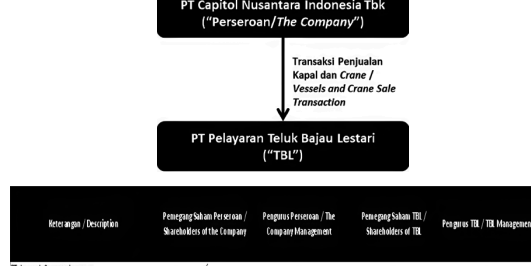 PT Capitol Nusantara Indonesia Tbk
("Perseroan/The Company")
Transaksi Penjualan
Kapal dan Crane /
Vessels and Crane Sale
Transaction
PT Pelayaran Teluk Bajau Lestari
("TBL")
Keterangan / Description
Pemegang Saham Perseroan /
Shareholders of the Company
Pengurus Perseroan / The
Company Management
Pemegang Saham TBL /
Shareholders of TBL
Pengurus TBL / TBL Managemen